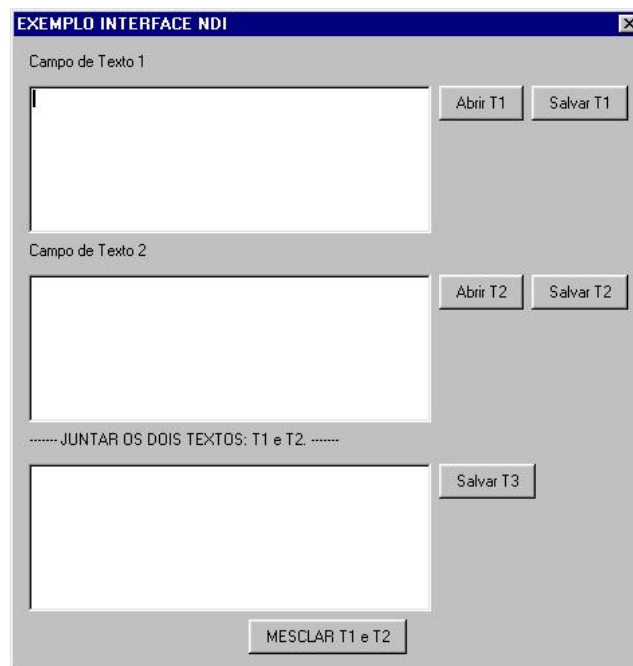 EXEMPLO INTERFACE NDI
Campo de Texto 1
Abrir T1 Salvar T1
Campo de Texto 2
Abrir T2 Salvar T2
------- JUNTAR OS DOIS TEXTOS: T1 e T2. -------
Salvar T3
MESCLAR T1 e T2